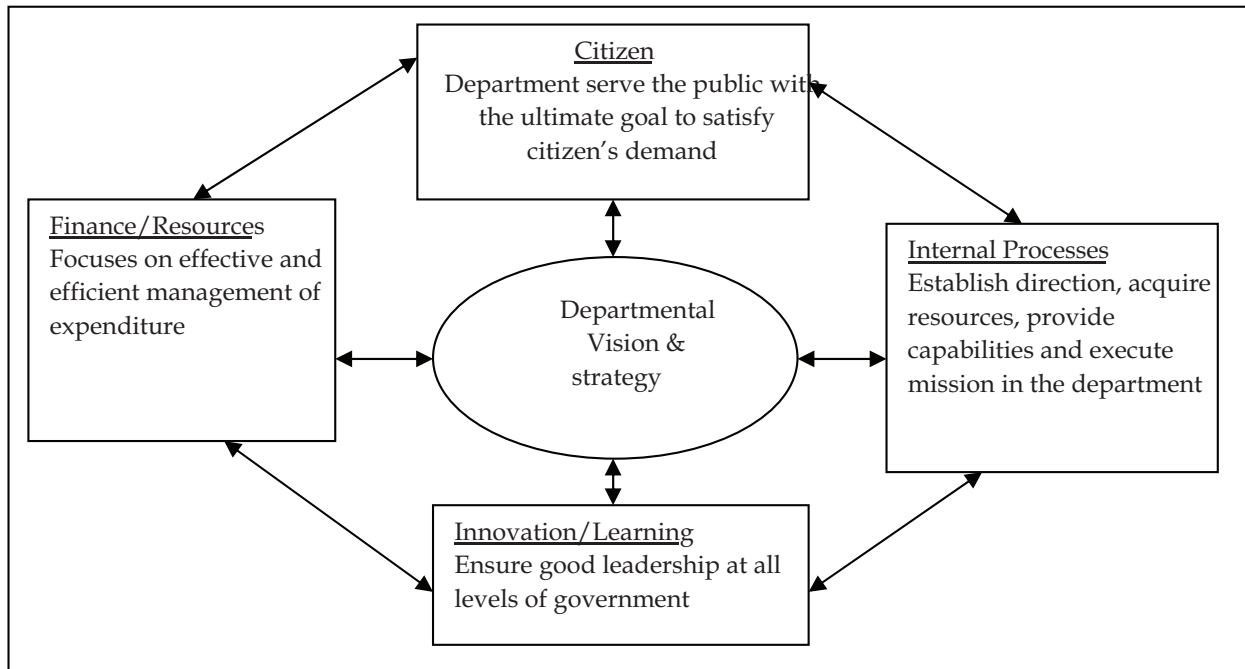 Citizen
Department serve the public with
the ultimate goal to satisfy
citizen’s demand
Finance/Resources
Focuses on effective and
efficient management of
expenditure
Departmental
Vision &
strategy
Internal Processes
Establish direction, acquire
resources, provide
capabilities and execute
mission in the department
Innovation/Learning
Ensure good leadership at all
levels of government